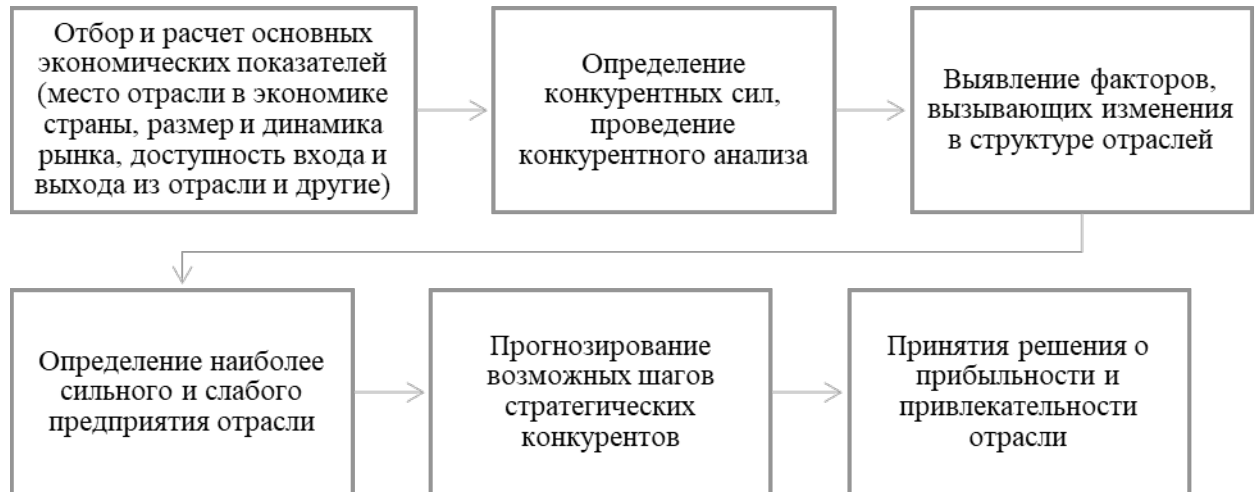 Отбор и расчет основных
экономических показателей
(место отрасли в экономике
страны, размер и динамика
рынка, доступность входа и
выхода из отрасли и другие)
Определение
конкурентных сил,
проведение
конкурентного анализа
Выявление факторов,
вызывающих изменения
в структуре отраслей
Определение наиболее
сильного и слабого
предприятия отрасли
Прогнозирование
возможных шагов
стратегических
конкурентов
Принятия решения о
прибыльности и
привлекательности
отрасли